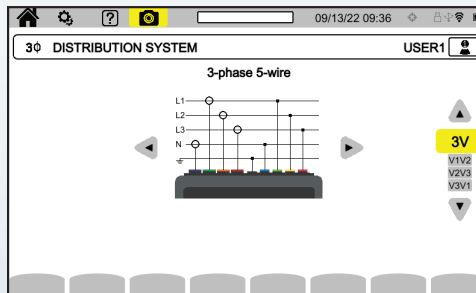 ?
09/13/22 09:36
3Φ DISTRIBUTION SYSTEM
USER1
3-phase 5-wire
L1
L2
L3
N
3V
V1V2
V2V3
V3V1